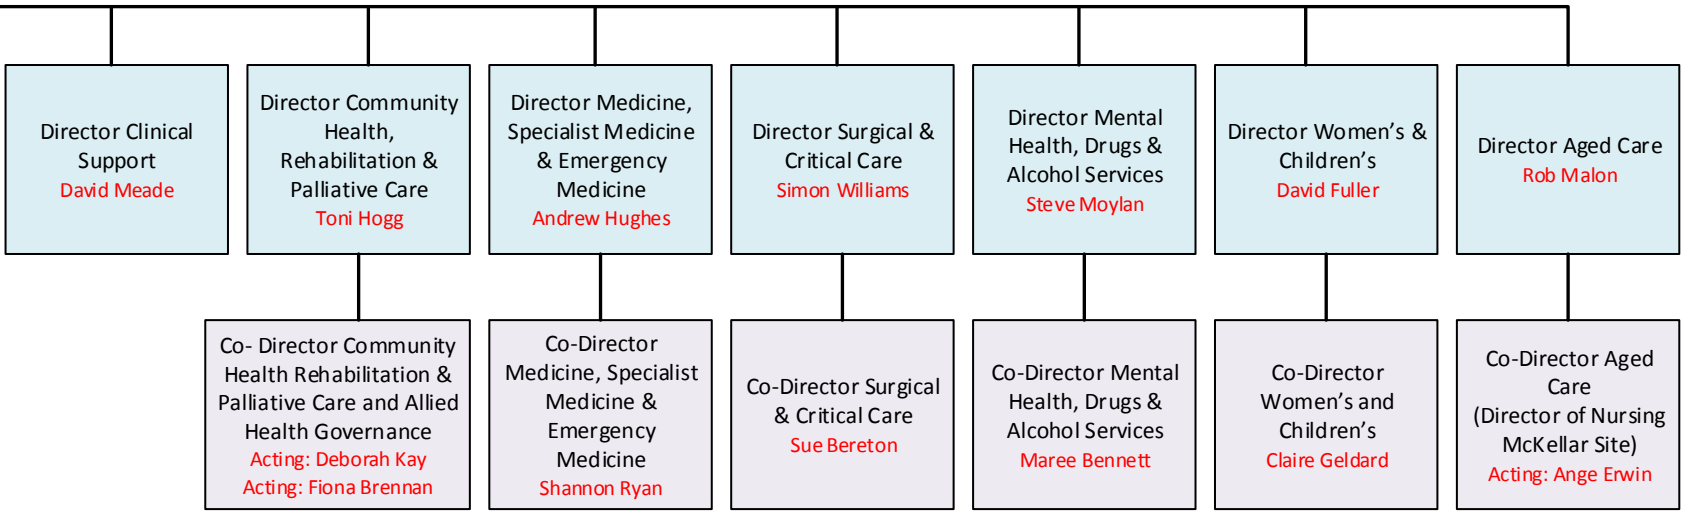 Director Clinical
Support
David Meade
Director Community
Health,
Rehabilitation &
Palliative Care
Toni Hogg
Director Medicine,
Specialist Medicine
& Emergency
Medicine
Andrew Hughes
Director Surgical &
Critical Care
Simon Williams
Director Mental
Health, Drugs &
Alcohol Services
Steve Moylan
Director Women’s &
Children’s
David Fuller
Director Aged Care
Rob Malon
Co- Director Community
Health Rehabilitation &
Palliative Care and Allied
Health Governance
Acting: Deborah Kay
Acting: Fiona Brennan
Co-Director
Medicine, Specialist
Medicine &
Emergency
Medicine
Shannon Ryan
Co-Director Surgical
& Critical Care
Sue Bereton
Co-Director Mental
Health, Drugs &
Alcohol Services
Maree Bennett
Co-Director
Women’s and
Children’s
Claire Geldard
Co-Director Aged
Care
(Director of Nursing
McKellar Site)
Acting: Ange Erwin